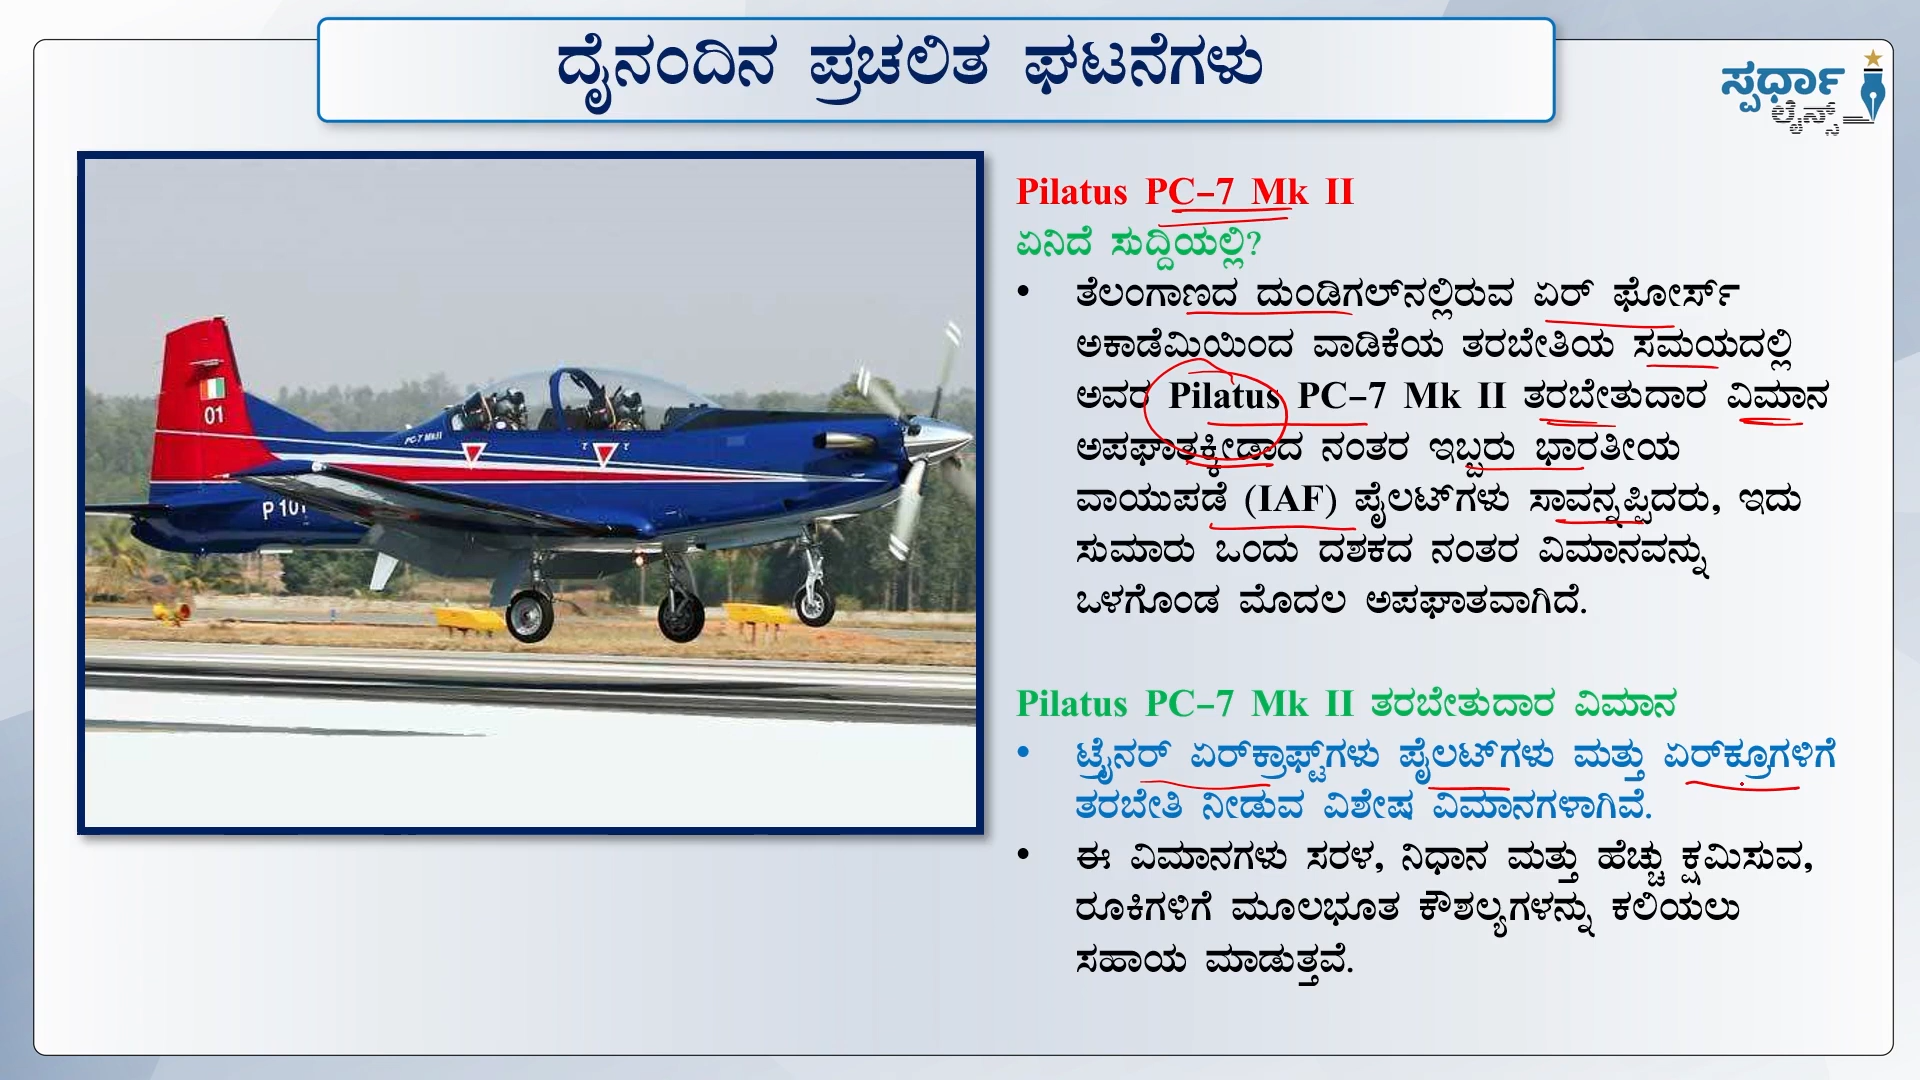 ದೈನಂದಿನ ಪ್ರಚಲಿತ ಘಟನೆಗಳು
ಸ್ಪರ್ಧಾ
ಲೈನ್ಸ್
01
PC-7 MkII
P 101
Pilatus PC-7 Mk II
ಏನಿದೆ ಸುದ್ದಿಯಲ್ಲಿ?
• ತೆಲಂಗಾಣದ ದುಂಡಿಗಲ್‌ನಲ್ಲಿರುವ ಏರ್ ಫೋರ್ಸ್
ಅಕಾಡೆಮಿಯಿಂದ ವಾಡಿಕೆಯ ತರಬೇತಿಯ ಸಮಯದಲ್ಲಿ
ಅವರ Pilatus PC-7 Mk II ತರಬೇತುದಾರ ವಿಮಾನ
ಅಪಘಾತಕ್ಕೀಡಾದ ನಂತರ ಇಬ್ಬರು ಭಾರತೀಯ
ವಾಯುಪಡೆ (IAF) ಪೈಲಟ್‌ಗಳು ಸಾವನ್ನಪ್ಪಿದರು, ಇದು
ಸುಮಾರು ಒಂದು ದಶಕದ ನಂತರ ವಿಮಾನವನ್ನು
ಒಳಗೊಂಡ ಮೊದಲ ಅಪಘಾತವಾಗಿದೆ.
Pilatus PC-7 Mk II ತರಬೇತುದಾರ ವಿಮಾನ
• ಟ್ರೈನರ್ ಏರ್‌ಕ್ರಾಫ್ಟ್‌ಗಳು ಪೈಲಟ್‌ಗಳು ಮತ್ತು ಏರ್‌ಕ್ರೂಗಳಿಗೆ
ತರಬೇತಿ ನೀಡುವ ವಿಶೇಷ ವಿಮಾನಗಳಾಗಿವೆ.
• ಈ ವಿಮಾನಗಳು ಸರಳ, ನಿಧಾನ ಮತ್ತು ಹೆಚ್ಚು ಕ್ಷಮಿಸುವ,
ರೂಕಿಗಳಿಗೆ ಮೂಲಭೂತ ಕೌಶಲ್ಯಗಳನ್ನು ಕಲಿಯಲು
ಸಹಾಯ ಮಾಡುತ್ತವೆ.